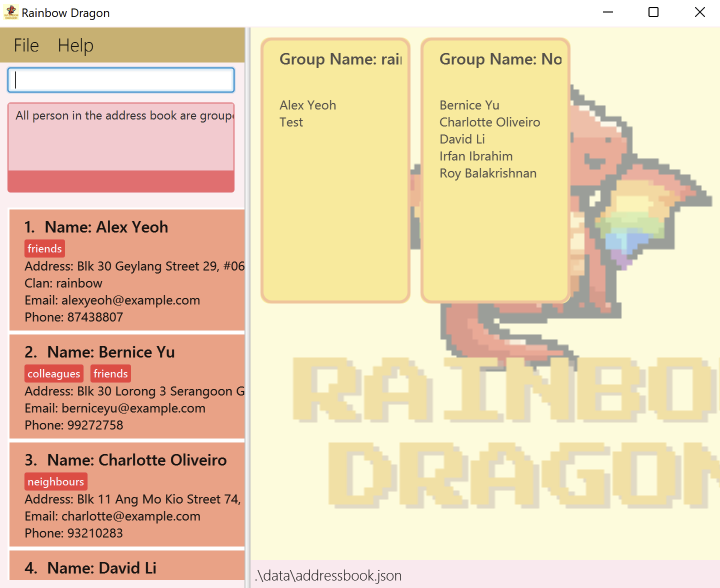 Rainbow Dragon
File Help
All person in the address book are group
1. Name: Alex Yeoh
friends
Address: Blk 30 Geylang Street 29, #06
Clan: rainbow
Email: alexyeoh@example.com
Phone: 87438807
2. Name: Bernice Yu
colleagues friends
Address: Blk 30 Lorong 3 Serangoon G
Email: berniceyu@example.com
Phone: 99272758
3. Name: Charlotte Oliveiro
neighbours
Address: Blk 11 Ang Mo Kio Street 74,
Email: charlotte@example.com
Phone: 93210283
4. Name: David Li
Group Name: rai
Alex Yeoh
Test
Group Name: No
Bernice Yu
Charlotte Oliveiro
David Li
Irfan Ibrahim
Roy Balakrishnan
RAINBO
DRAGON
.\data\addressbook.json